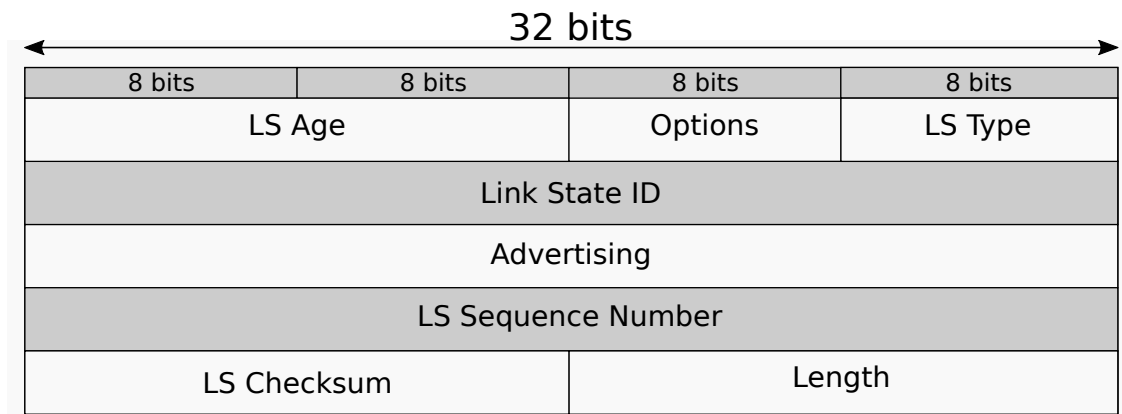 32 bits
8 bits 8 bits 8 bits 8 bits
LS Age Options LS Type
Link State ID
Advertising
LS Sequence Number
LS Checksum Length